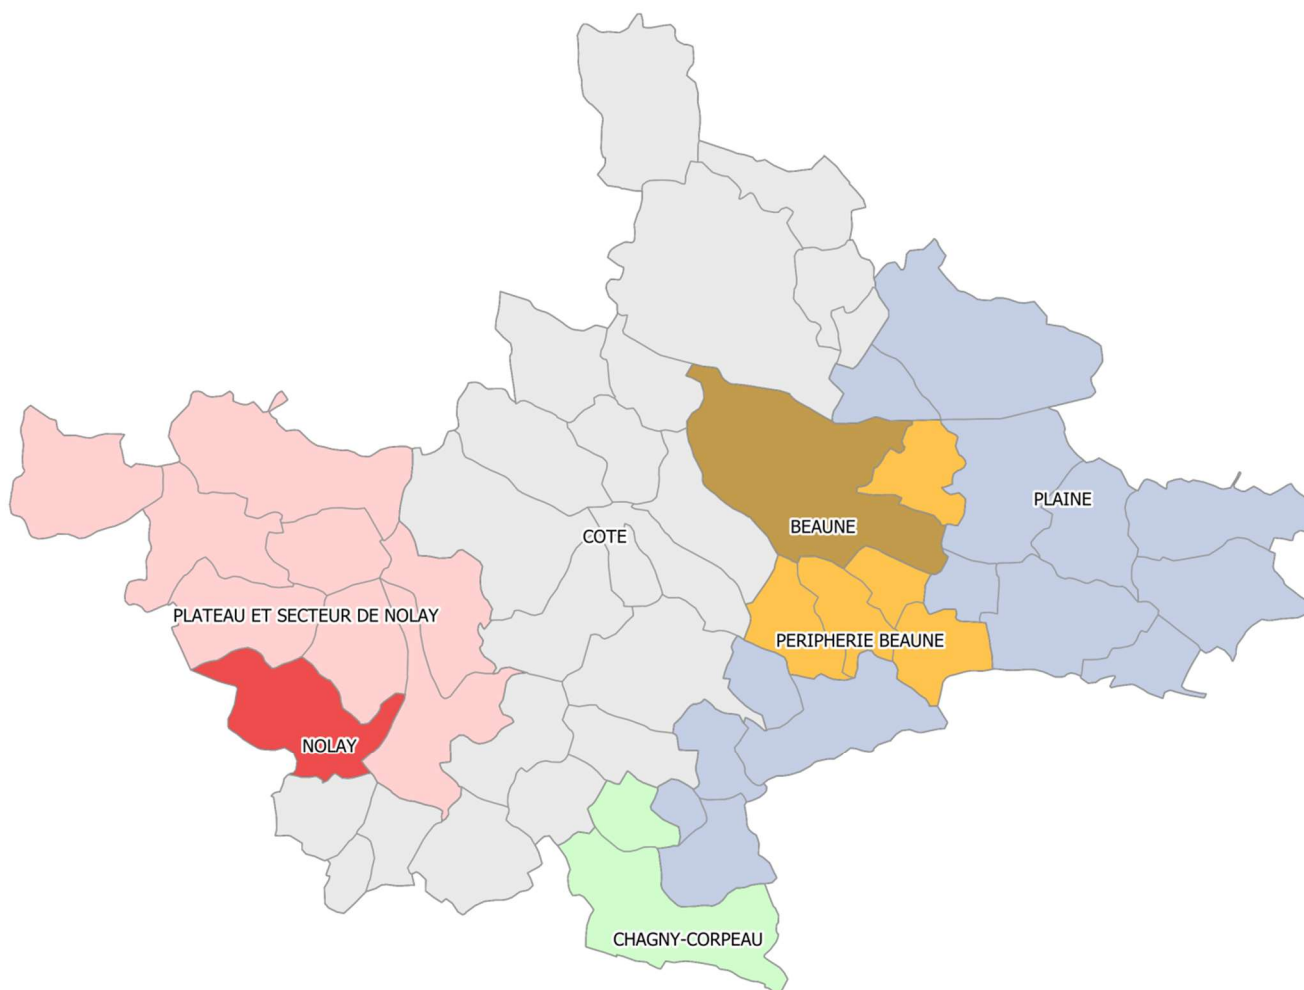 PLAINE
BEAUNE
COTE
PLATEAU ET SECTEUR DE NOLAY
PERIPHERIE BEAUNE
NOLAY
CHAGNY-CORPEAU